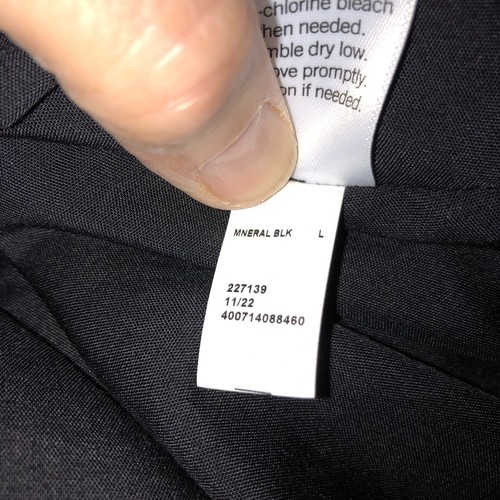 -chlorine bleach
hen needed.
mble dry low.
ove promptly.
on if needed.
MNERAL BLK L
227139
11/22
400714088460